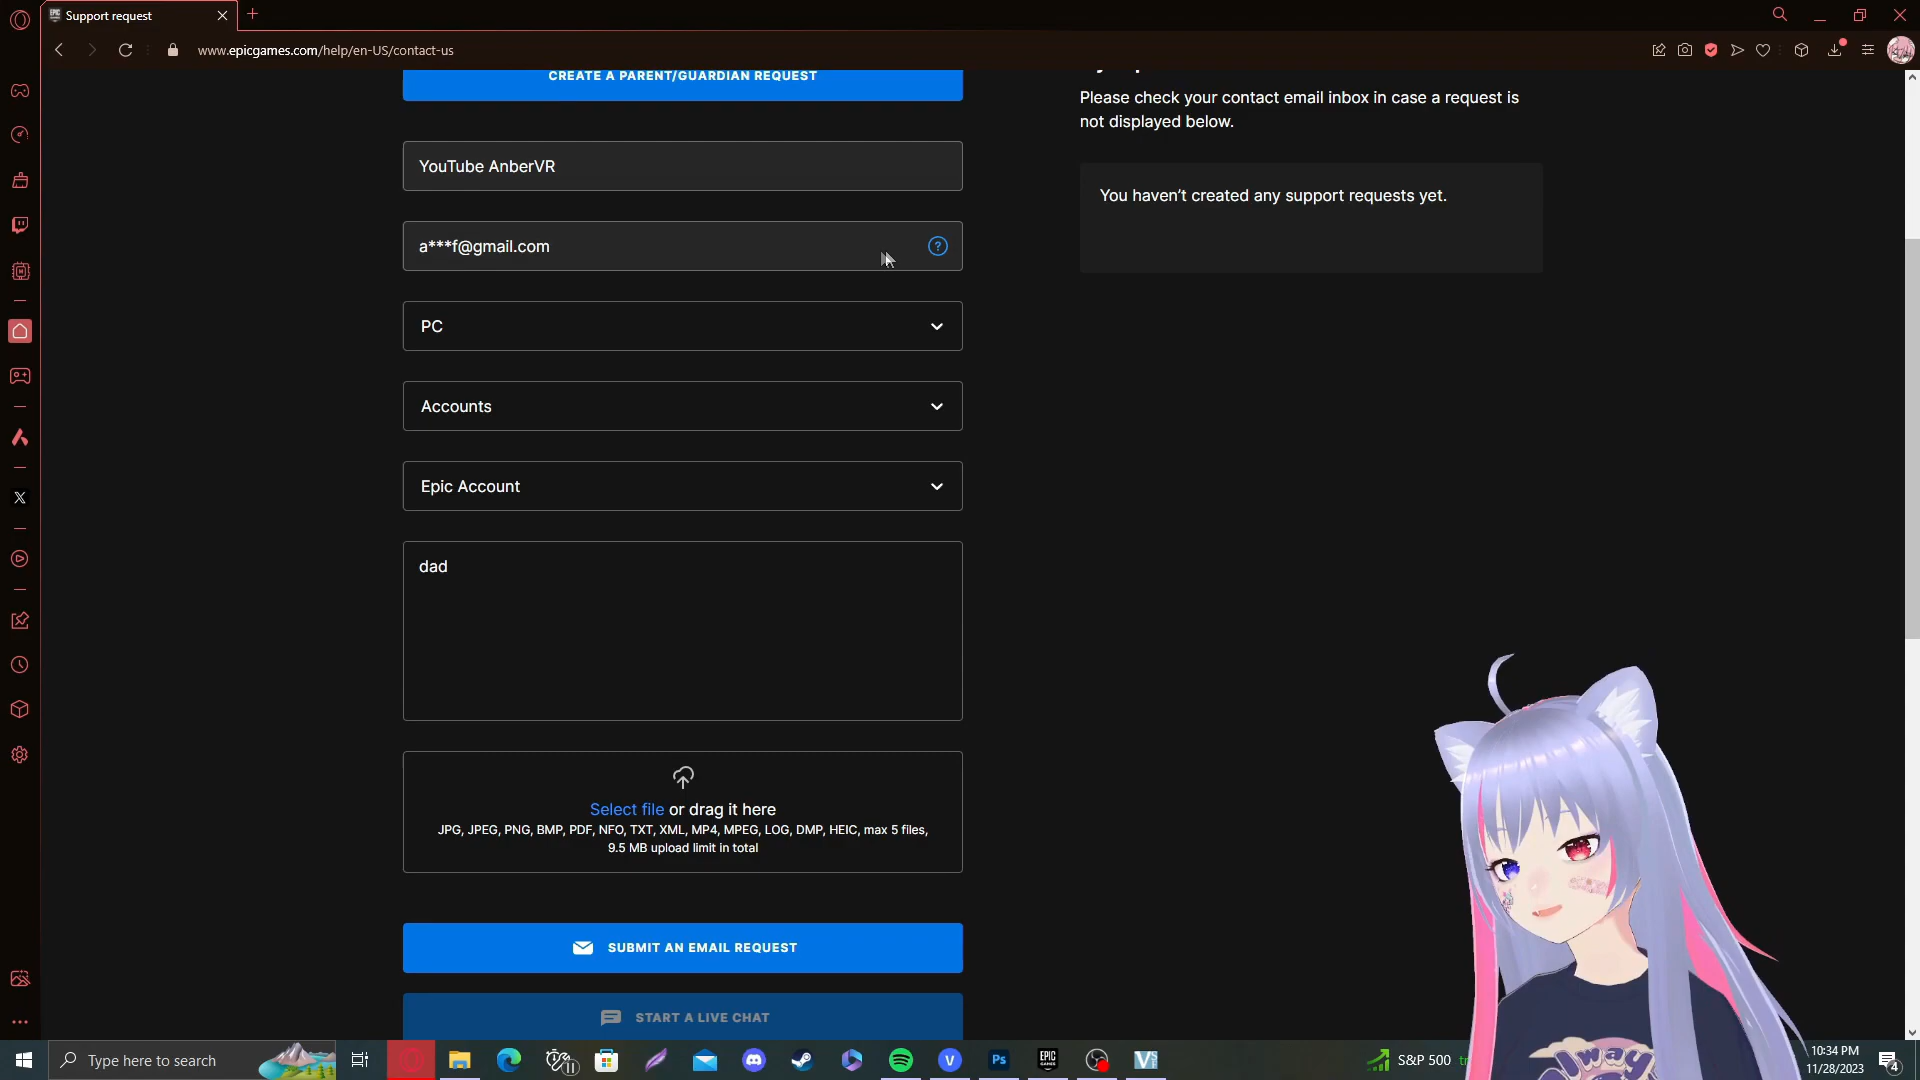 Support request
www.epicgames.com/help/en-US/contact-us
CREATE A PARENT/GUARDIAN REQUEST
Please check your contact email inbox in case a request is
not displayed below.
YouTube AnberVR
You haven't created any support requests yet.
a***f@gmail.com
PC
Accounts
Epic Account
dad
Select file or drag it here
JPG, JPEG, PNG, BMP, PDF, NFO, TXT, XML, MP4, MPEG, LOG, DMP, HEIC, max 5 files,
9.5 MB upload limit in total
SUBMIT AN EMAIL REQUEST
START A LIVE CHAT
Type here to search
Ps
EPIC
GAMES
S&P 500
10:34 PM
11/28/2023
4